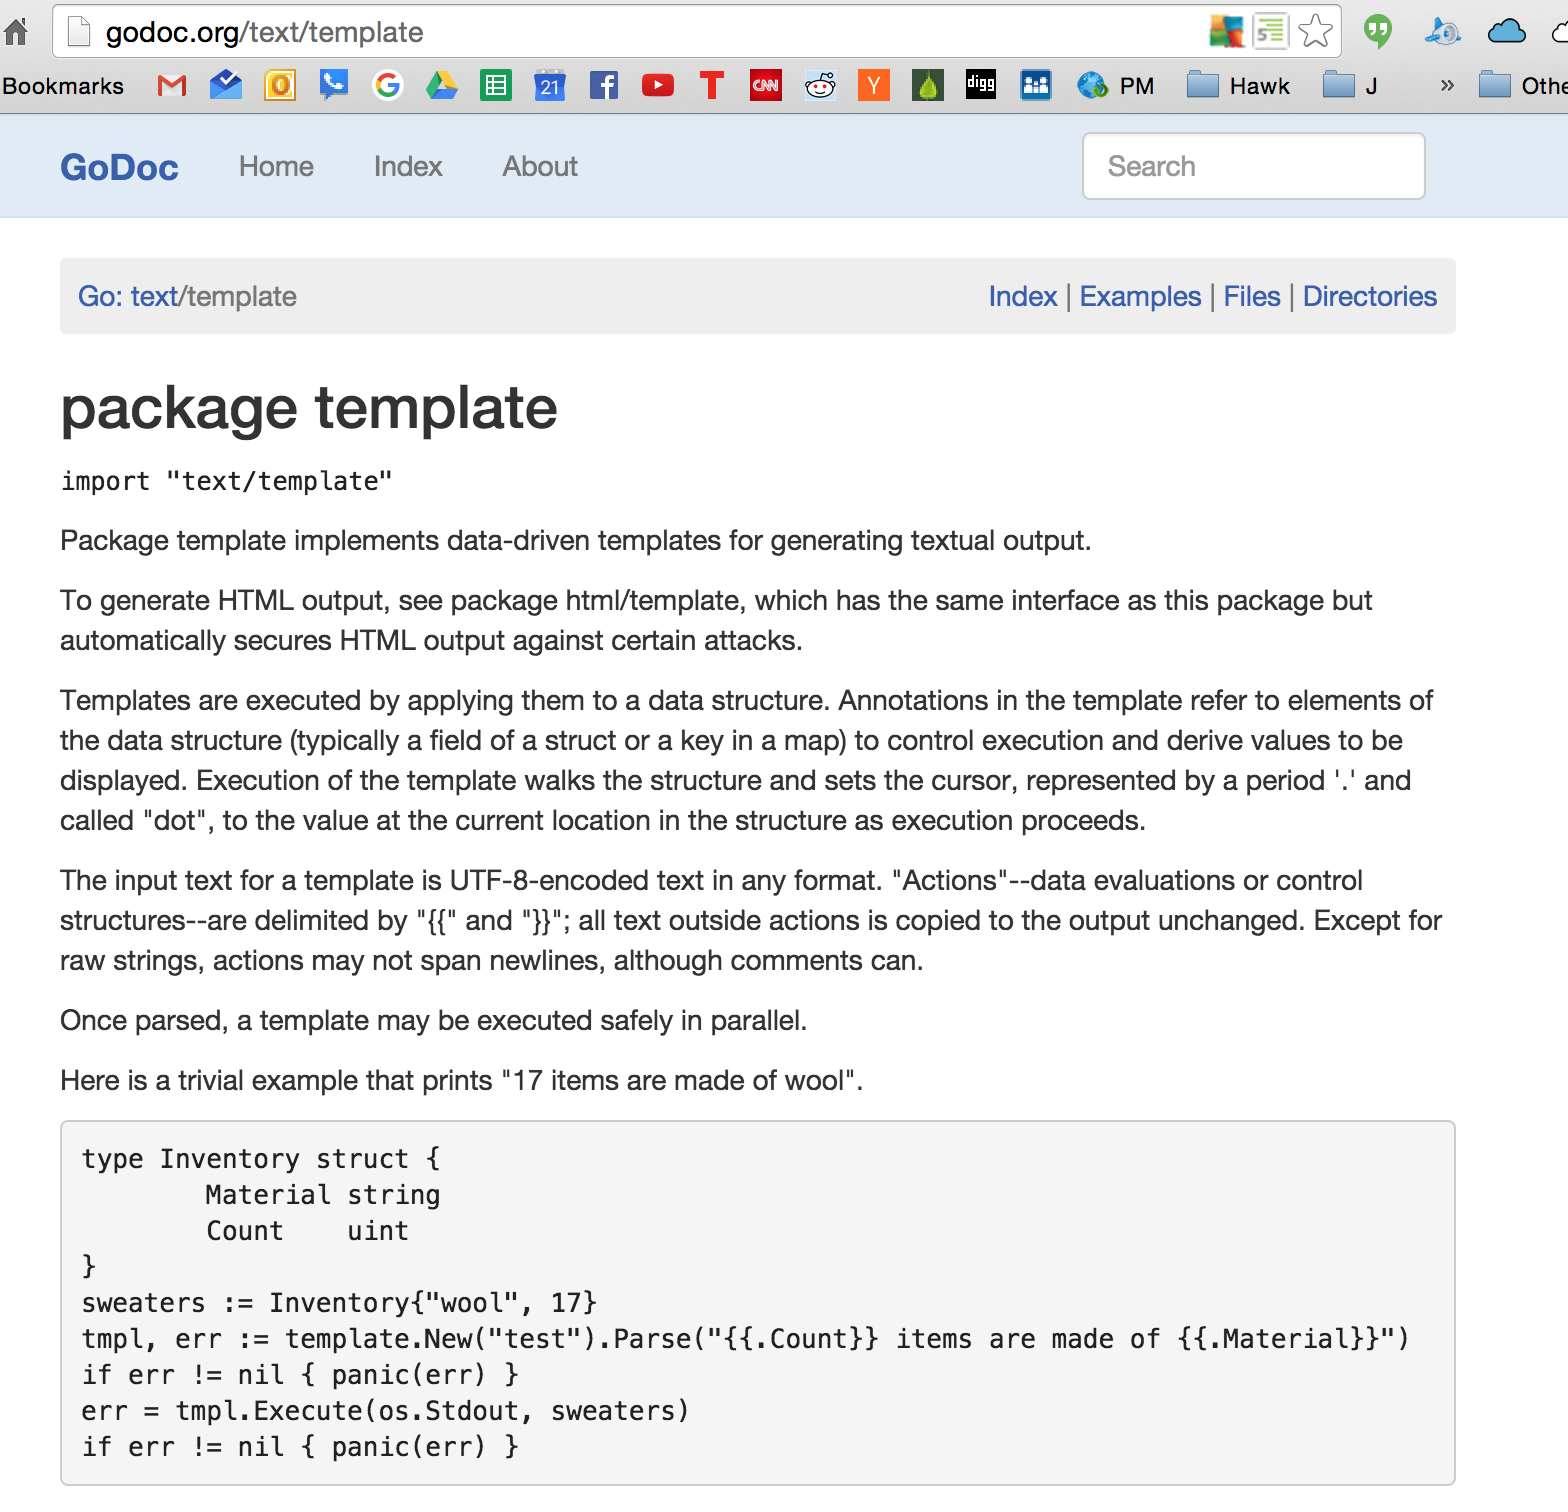 godoc.org/text/template
Bookmarks 21 T CNN Y digg PM Hawk J »
GoDoc Home Index About Search
Go: text/template Index | Examples | Files | Directories
package template
import "text/template"
Package template implements data-driven templates for generating textual output.
To generate HTML output, see package html/template, which has the same interface as this package but
automatically secures HTML output against certain attacks.
Templates are executed by applying them to a data structure. Annotations in the template refer to elements of
the data structure (typically a field of a struct or a key in a map) to control execution and derive values to be
displayed. Execution of the template walks the structure and sets the cursor, represented by a period '.' and
called "dot", to the value at the current location in the structure as execution proceeds.
The input text for a template is UTF-8-encoded text in any format. "Actions"--data evaluations or control
structures--are delimited by "{{" and "}}"; all text outside actions is copied to the output unchanged. Except for
raw strings, actions may not span newlines, although comments can.
Once parsed, a template may be executed safely in parallel.
Here is a trivial example that prints "17 items are made of wool".
type Inventory struct {
        Material string
        Count    uint
}
sweaters := Inventory{"wool", 17}
tmpl, err := template.New("test").Parse("{{.Count}} items are made of {{.Material}}")
if err != nil { panic(err) }
err = tmpl.Execute(os.Stdout, sweaters)
if err != nil { panic(err) }